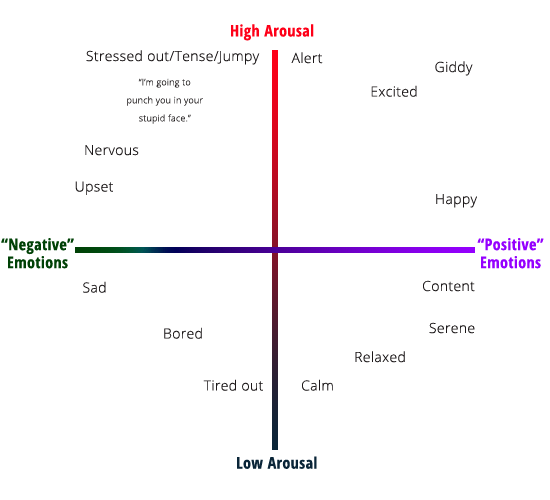 High Arousal
Stressed out/Tense/Jumpy
Alert
Giddy
“I’m going to
punch you in your
stupid face.”
Excited
Nervous
Upset
Happy
“Negative”
Emotions
“Positive”
Emotions
Sad
Content
Bored
Serene
Relaxed
Tired out
Calm
Low Arousal